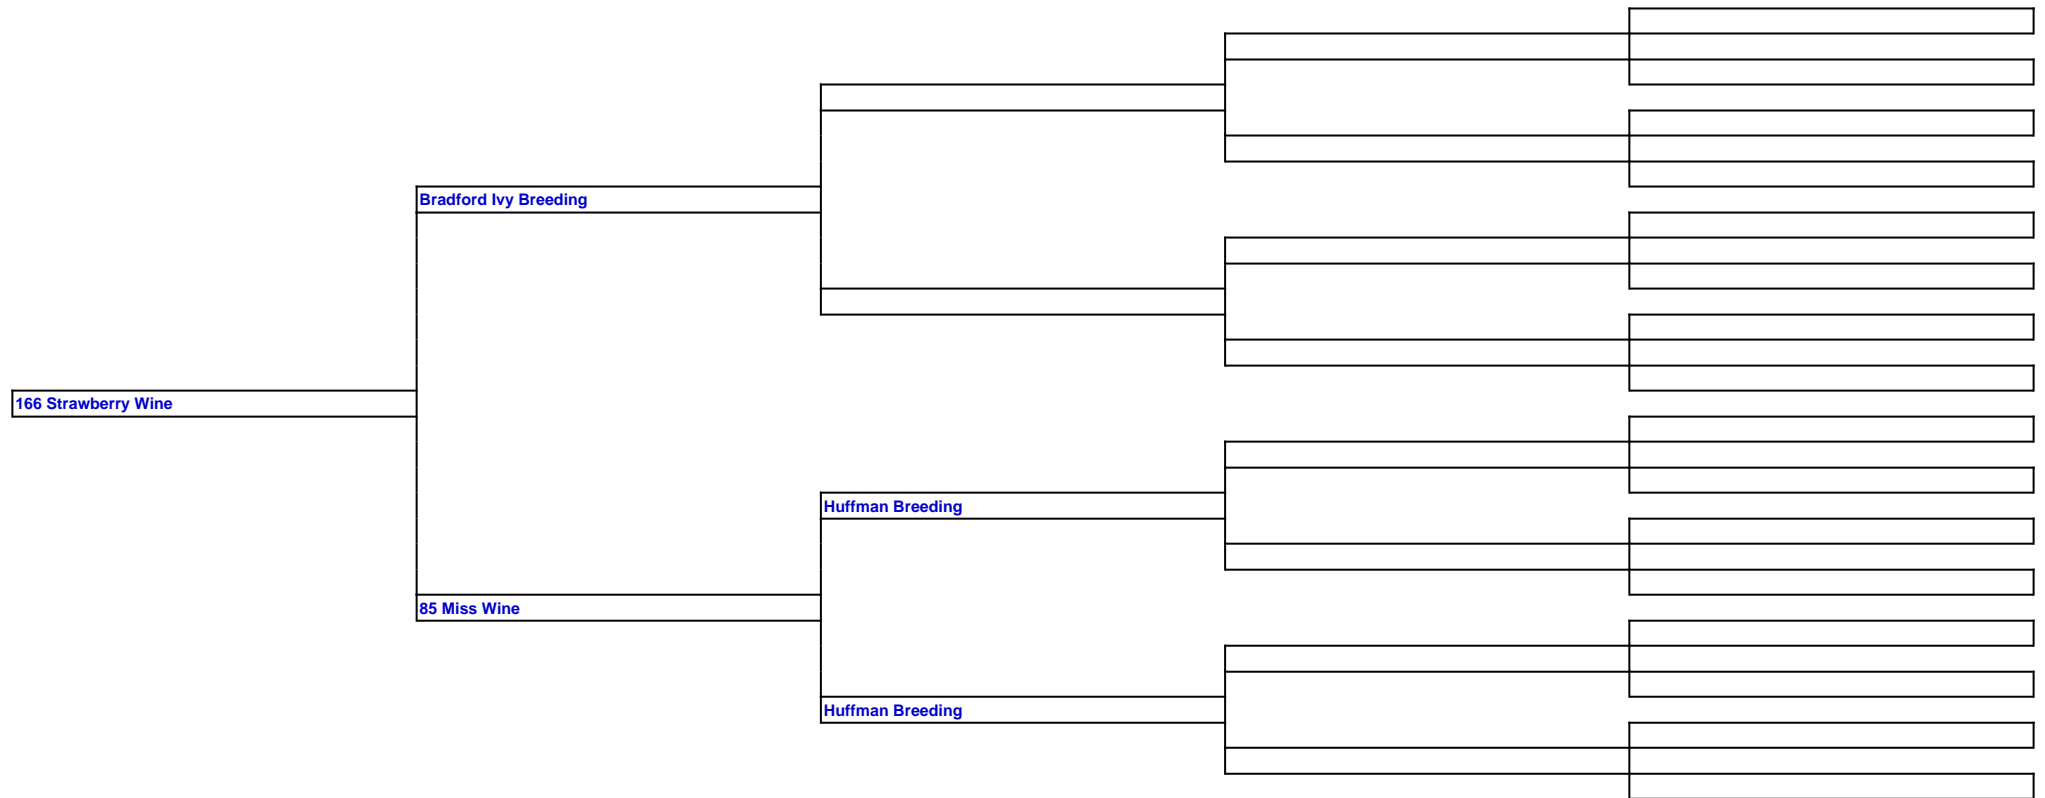 Bradford Ivy Breeding
166 Strawberry Wine
Huffman Breeding
85 Miss Wine
Huffman Breeding